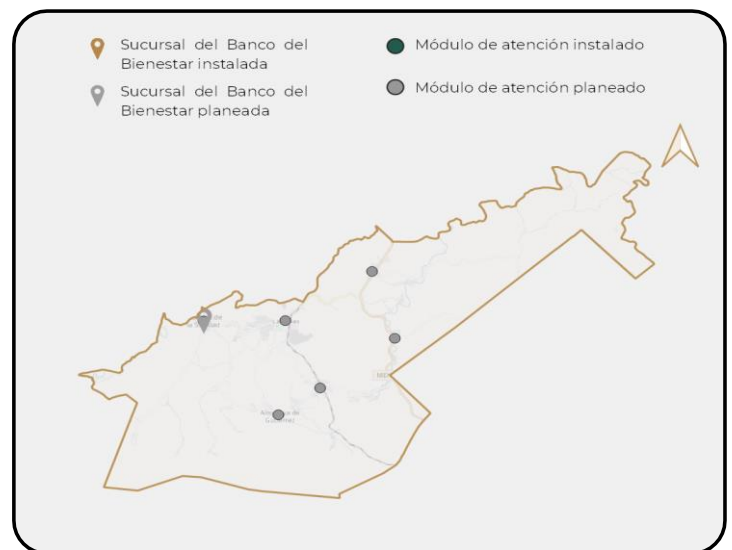 Sucursal del Banco del
Bienestar instalada
Sucursal del Banco del
Bienestar planeada
Módulo de atención instalado
Módulo de atención planeado